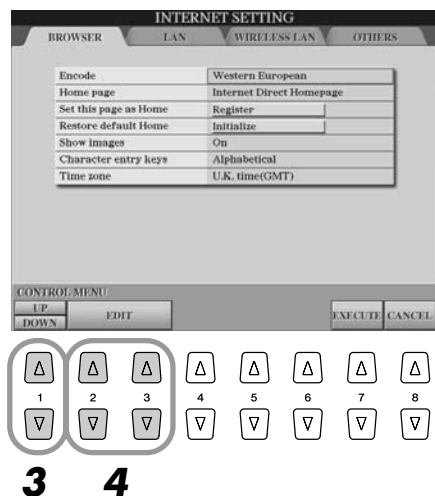 INTERNET SETTING
BROWSER LAN WIRELESS LAN OTHERS
Encode Western European
Home page Internet Direct Homepage
Set this page as Home Register
Restore default Home Initialize
Show images On
Character entry keys Alphabetical
Time zone U.K. time(GMT)
CONTROL MENU
UP
DOWN EDIT EXECUTE CANCEL
1 2 3 4 5 6 7 8
3 4